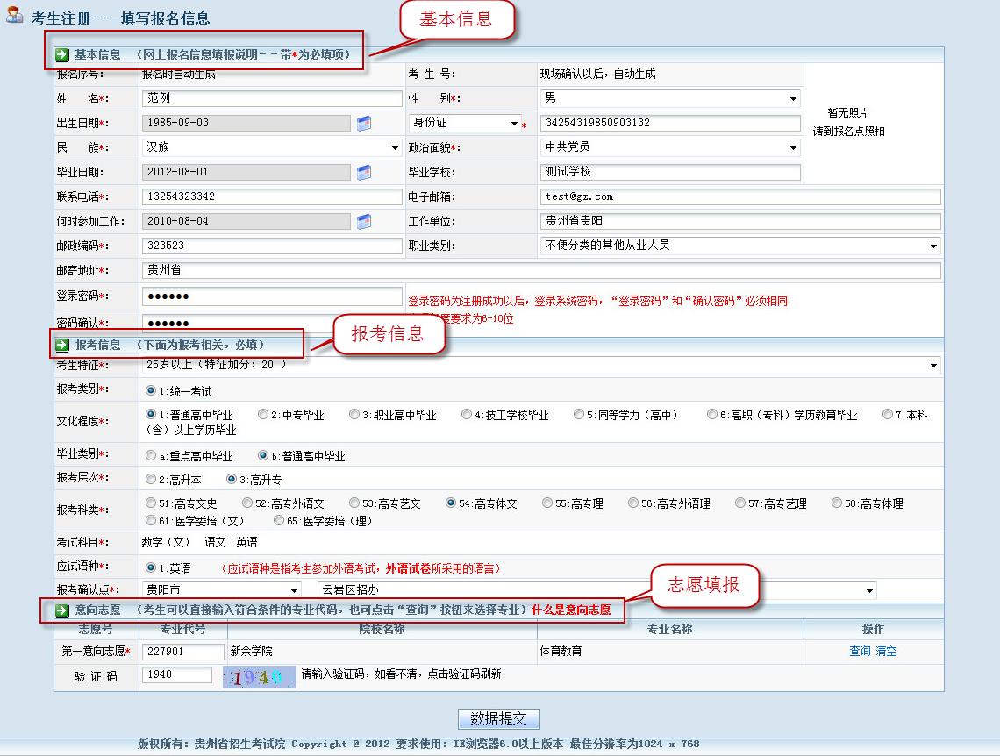 考生注册——填写报名信息
基本信息
基本信息 （网上报名信息填报说明－－带*为必填项）
报名序号： 报名时自动生成 考 生 号： 现场确认以后，自动生成
姓 名*： 范例 性 别*： 男
暂无照片
出生日期*： 1985-09-03 身份证 * 34254319850903132
请到报名点照相
民 族*： 汉族 政治面貌*： 中共党员
毕业日期： 2012-08-01 毕业学校： 测试学校
联系电话*： 13254323342 电子邮箱： test@gz.com
何时参加工作： 2010-08-04 工作单位： 贵州省贵阳
邮政编码*： 323523 职业类别： 不便分类的其他从业人员
邮寄地址*： 贵州省
登录密码*： ●●●●●● 登录密码为注册成功以后，登录系统密码，“登录密码”和“确认密码”必须相同
密码确认*： ●●●●●● 度要求为6-10位
报考信息
报考信息 （下面为报考相关，必填）
考生特征*： 25岁以上（特征加分：20 ）
报考类别*： 1:统一考试
文化程度*： 1:普通高中毕业 2:中专毕业 3:职业高中毕业 4:技工学校毕业 5:同等学力（高中） 6:高职（专科）学历教育毕业 7:本科
（含）以上学历毕业
毕业类别*： a:重点高中毕业 b:普通高中毕业
报考层次*： 2:高升本 3:高升专
报考科类*： 51:高专文史 52:高专外语文 53:高专艺文 54:高专体文 55:高专理 56:高专外语理 57:高专艺理 58:高专体理
61:医学委培（文） 65:医学委培（理）
考试科目*： 数学（文） 语文 英语
应试语种*： 1:英语 （应试语种是指考生参加外语考试，外语试卷所采用的语言）
报考确认点*： 贵阳市 云岩区招办
志愿填报
意向志愿 （考生可以直接输入符合条件的专业代码，也可点击“查询”按钮来选择专业）什么是意向志愿
志愿号 专业代号 院校名称 专业名称 操作
第一意向志愿* 227901 新余学院 体育教育 查询 清空
验 证 码 1940 1940 请输入验证码，如看不清，点击验证码刷新
数据提交
版权所有：贵州省招生考试院 Copyright @ 2012 要求使用：IE浏览器6.0以上版本 最佳分辨率为1024 x 768